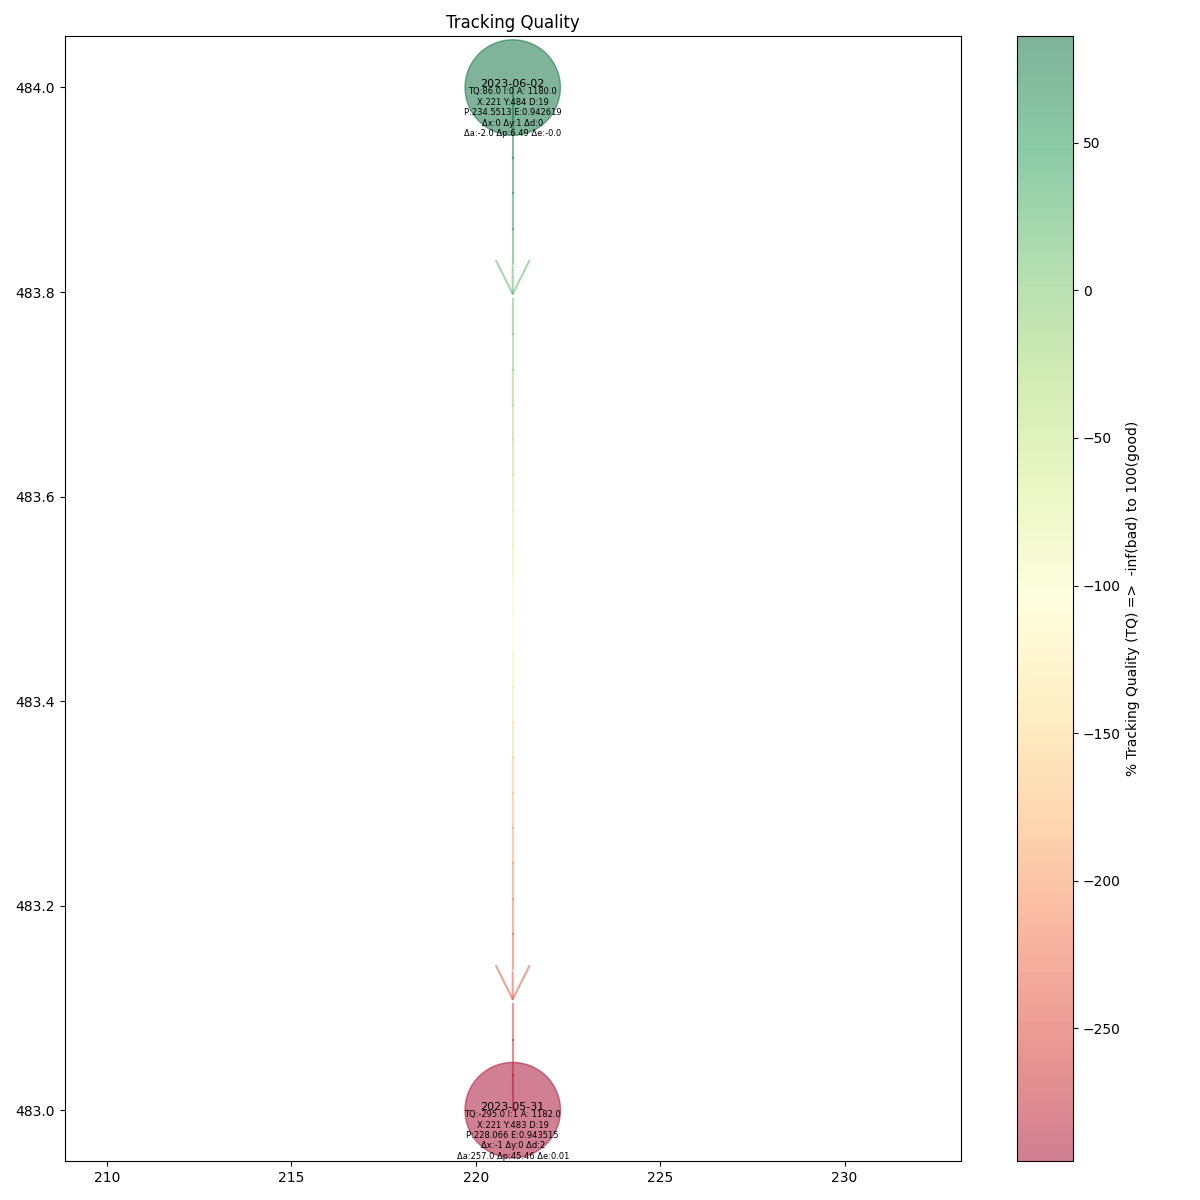 Tracking Quality
484.0
483.8
483.6
483.4
483.2
483.0
210
215
220
225
230
2023-06-02
TQ:86.0 I:0 A: 1180.0
X:221 Y:484 D:19
P:234.5513 E:0.942619
Δx:0 Δy:1 Δd:0
Δa:-2.0 Δp:6.49 Δe:-0.0
2023-05-31
TQ:-295.0 I:1 A: 1182.0
X:221 Y:483 D:19
P:228.066 E:0.943515
Δx:-1 Δy:0 Δd:2
Δa:257.0 Δp:45.46 Δe:0.01
50
0
−50
−100
−150
−200
−250
% Tracking Quality (TQ) => -inf(bad) to 100(good)